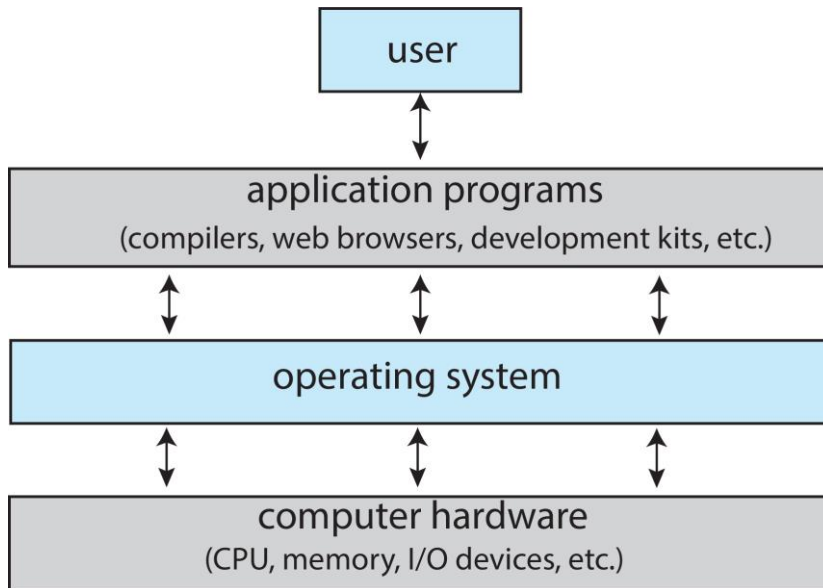 user
application programs
(compilers, web browsers, development kits, etc.)
operating system
computer hardware
(CPU, memory, I/O devices, etc.)